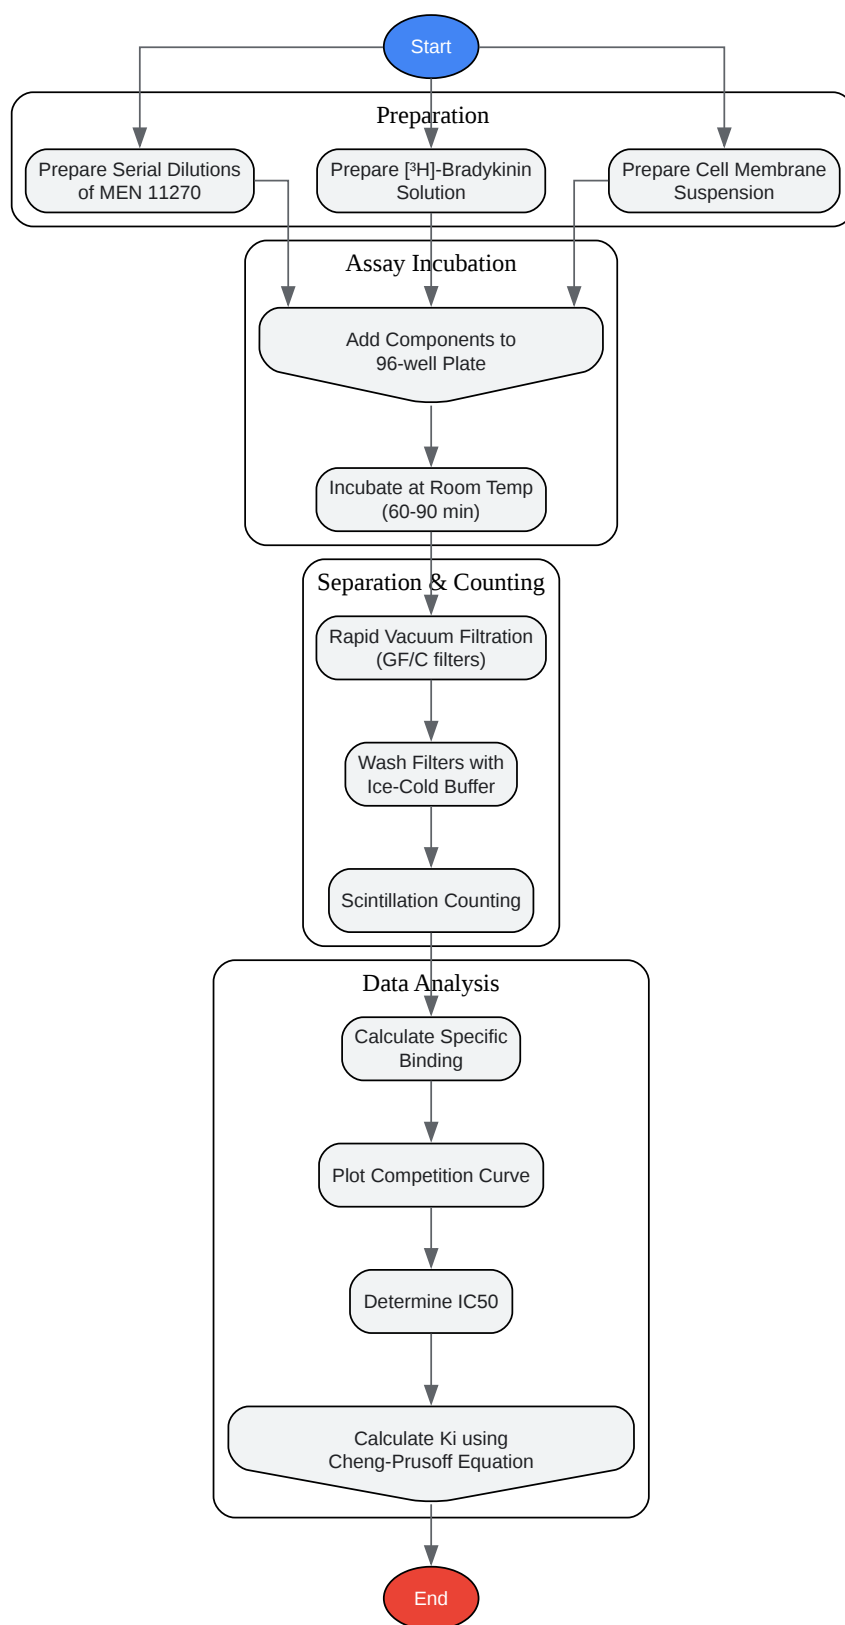 Start
Preparation
Prepare Serial Dilutions
of MEN 11270
Prepare [³H]-Bradykinin
Solution
Prepare Cell Membrane
Suspension
Assay Incubation
Add Components to
96-well Plate
Incubate at Room Temp
(60-90 min)
Separation & Counting
Rapid Vacuum Filtration
(GF/C filters)
Wash Filters with
Ice-Cold Buffer
Scintillation Counting
Data Analysis
Calculate Specific
Binding
Plot Competition Curve
Determine IC50
Calculate Ki using
Cheng-Prusoff Equation
End